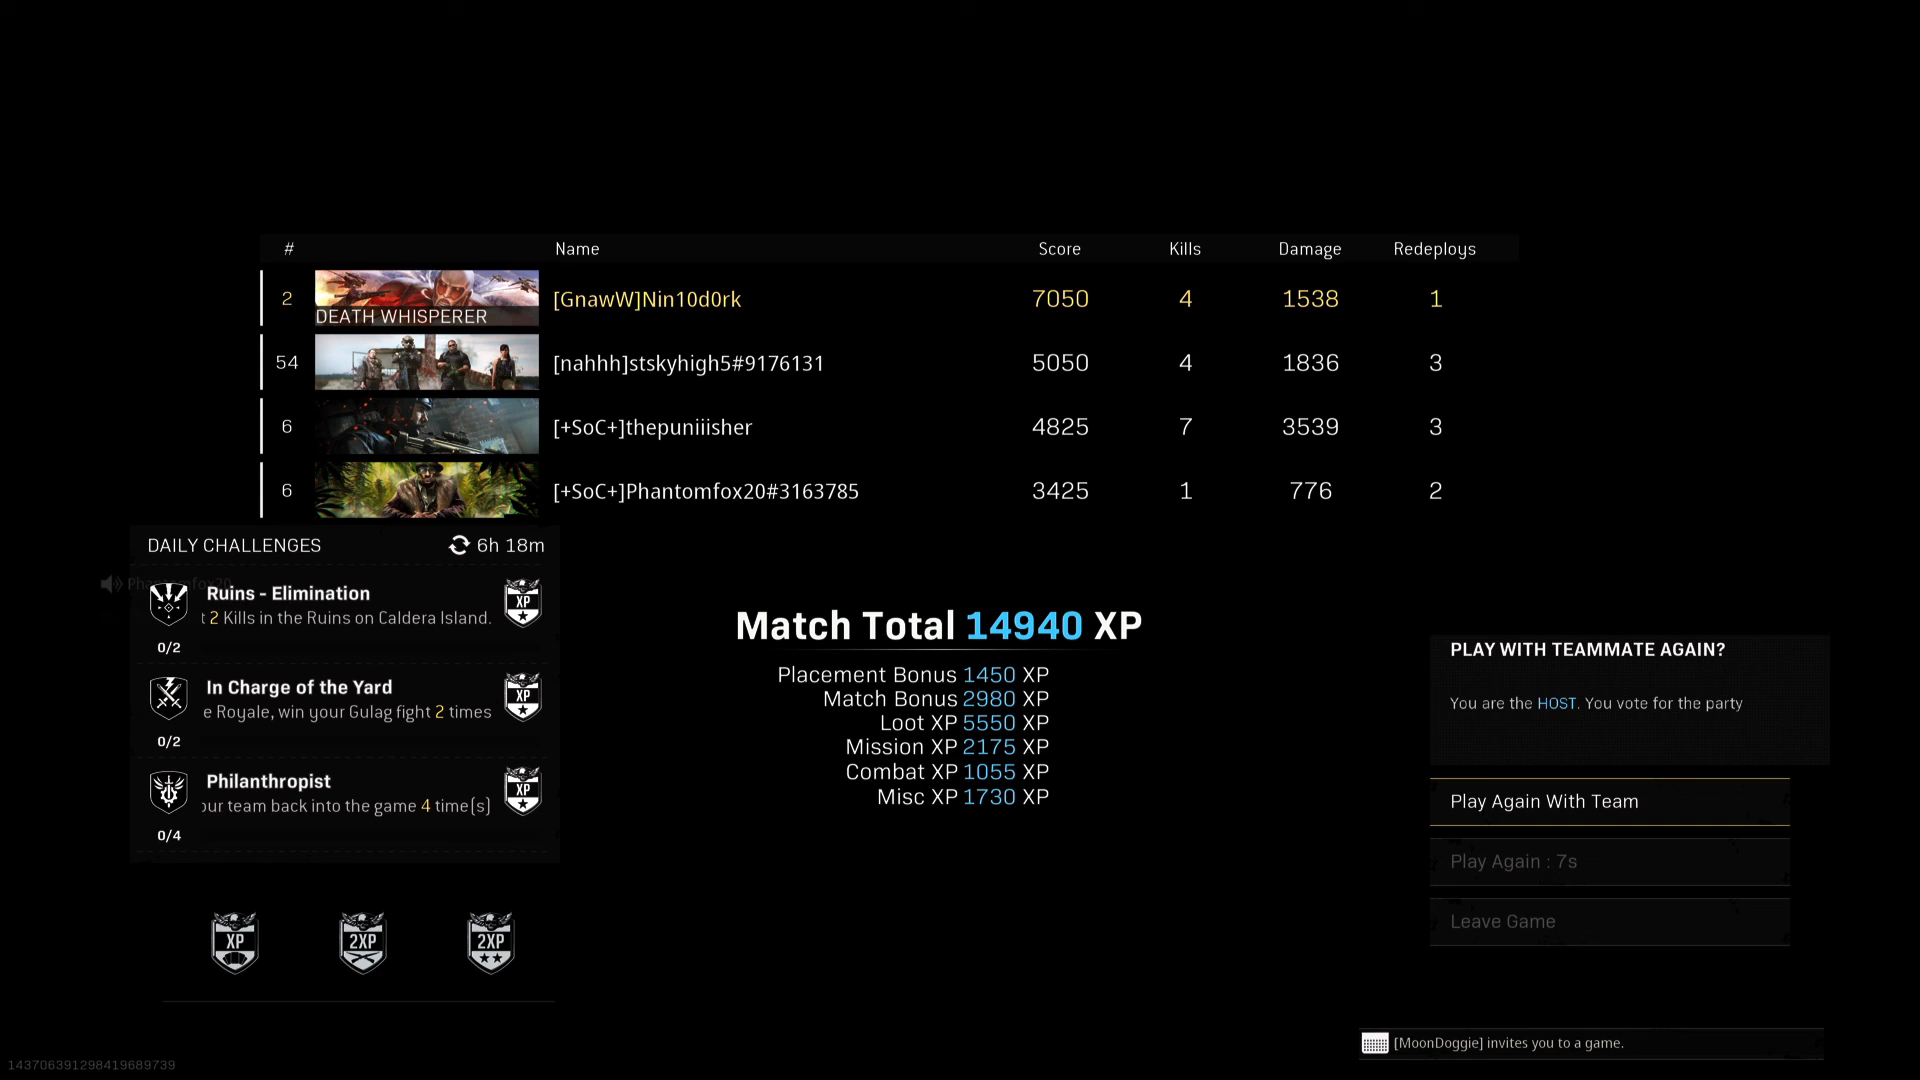 # Name Score Kills Damage Redeploys
2 DEATH WHISPERER [GnawW]Nin10d0rk 7050 4 1538 1
54 [nahhh]stskyhigh5#9176131 5050 4 1836 3
6 [+SoC+]thepuniiisher 4825 7 3539 3
6 [+SoC+]Phantomfox20#3163785 3425 1 776 2
DAILY CHALLENGES 6h 18m
Phantomfox20
Ruins - Elimination
t 2 Kills in the Ruins on Caldera Island.
XP
0/2
In Charge of the Yard
e Royale, win your Gulag fight 2 times
XP
0/2
Philanthropist
our team back into the game 4 time(s)
XP
0/4
XP 2XP 2XP
Match Total 14940 XP
Placement Bonus 1450 XP
Match Bonus 2980 XP
Loot XP 5550 XP
Mission XP 2175 XP
Combat XP 1055 XP
Misc XP 1730 XP
PLAY WITH TEAMMATE AGAIN?
You are the HOST. You vote for the party
Play Again With Team
Play Again : 7s
Leave Game
[MoonDoggie] invites you to a game.
14370639129841968973​9